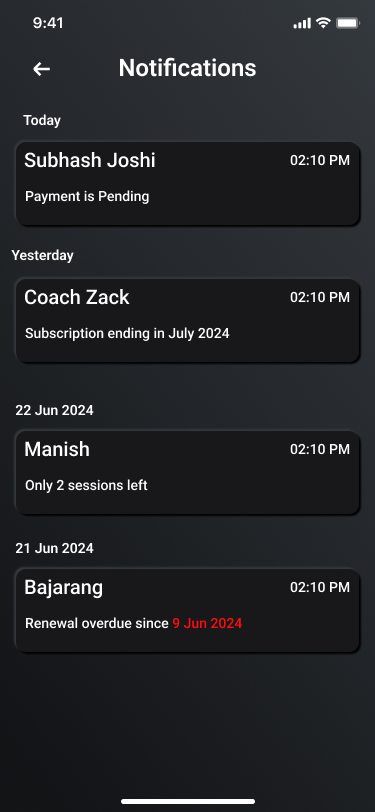 9:41
Notifications
Today
Subhash Joshi 02:10 PM
Payment is Pending
Yesterday
Coach Zack 02:10 PM
Subscription ending in July 2024
22 Jun 2024
Manish 02:10 PM
Only 2 sessions left
21 Jun 2024
Bajarang 02:10 PM
Renewal overdue since 9 Jun 2024